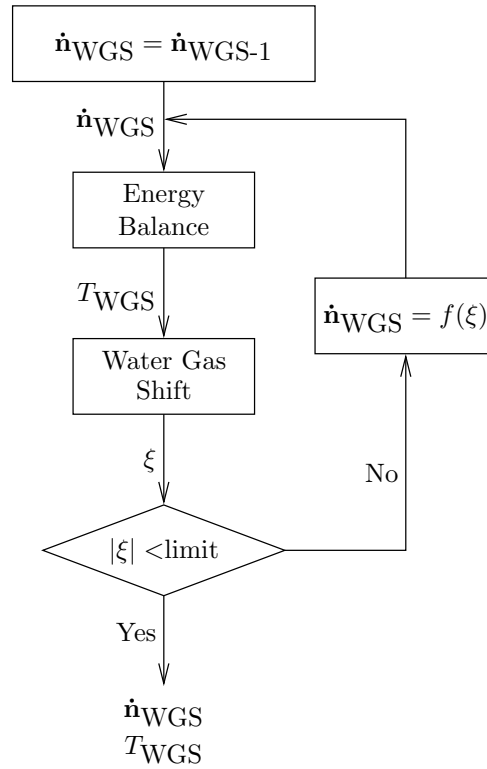 ṅWGS = ṅWGS-1
ṅWGS
Energy
Balance
TWGS
ṅWGS = f(ξ)
Water Gas
Shift
ξ
No
|ξ| <limit
Yes
ṅWGS
TWGS